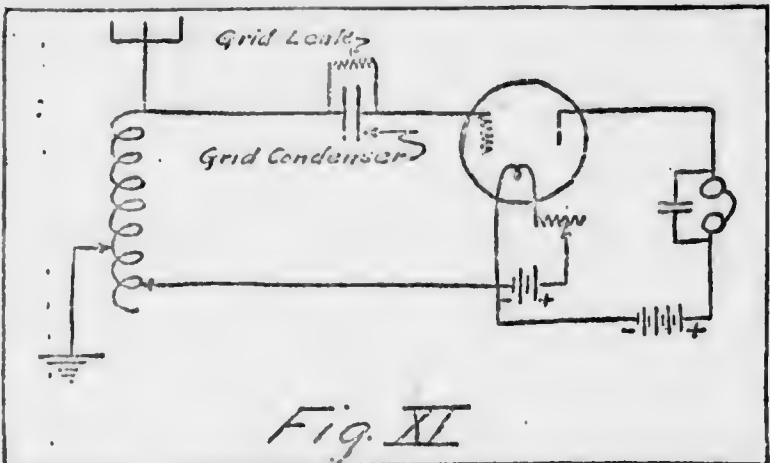 Grid Leak
Grid Condenser
- +
- +
Fig. XI